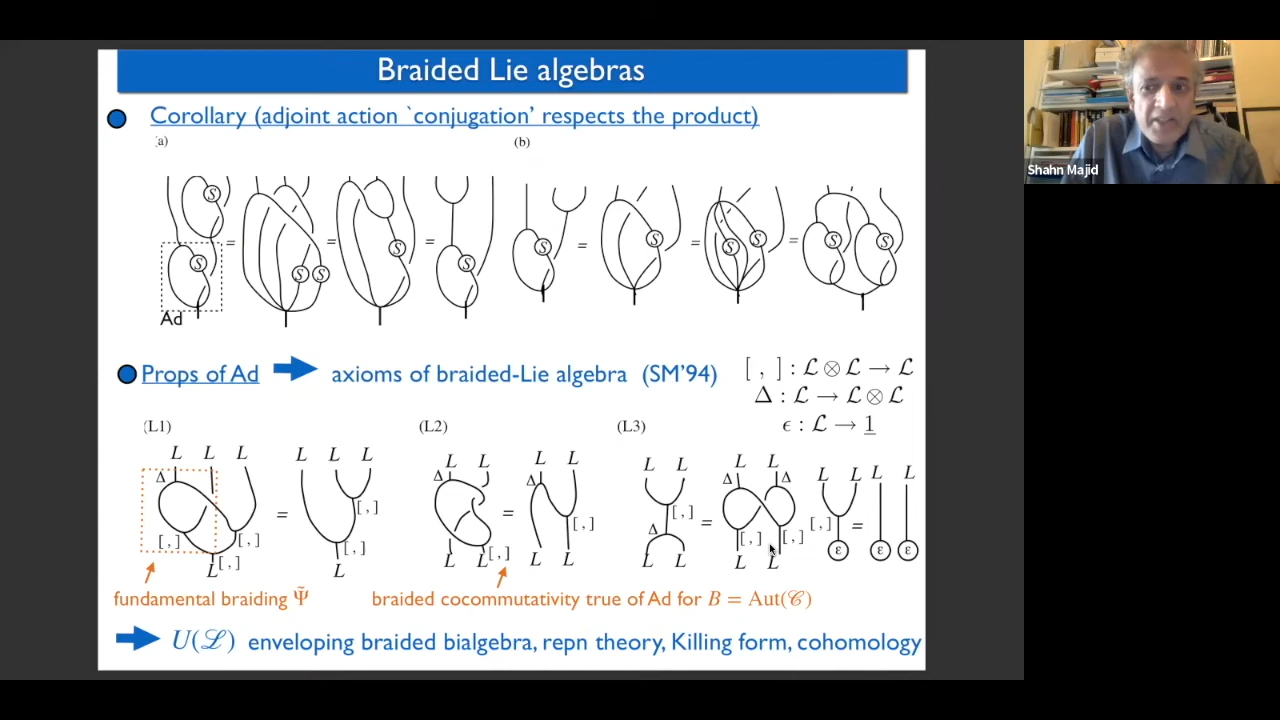 Braided Lie algebras
Shahn Majid
Corollary (adjoint action `conjugation' respects the product)
(a) (b)
S
S S S S S S
= = = = = =
S S S S S
Ad
Props of Ad axioms of braided-Lie algebra (SM'94)
[ , ] : ℒ ⊗ ℒ → ℒ
Δ : ℒ → ℒ ⊗ ℒ
ϵ : ℒ → 1
(L1) (L2) (L3)
L L L L L L L L L L L L L L L L L L
Δ Δ Δ Δ Δ
[ , ] = [ , ] = [ , ] [ , ] = [ , ] =
[ , ] [ , ] [ , ] [ , ] [ , ] [ , ] ε ε ε
L L L L L L L L L L
fundamental braiding Ψ̃ braided cocommutativity true of Ad for B = Aut(𝒞)
U(ℒ) enveloping braided bialgebra, repn theory, Killing form, cohomology